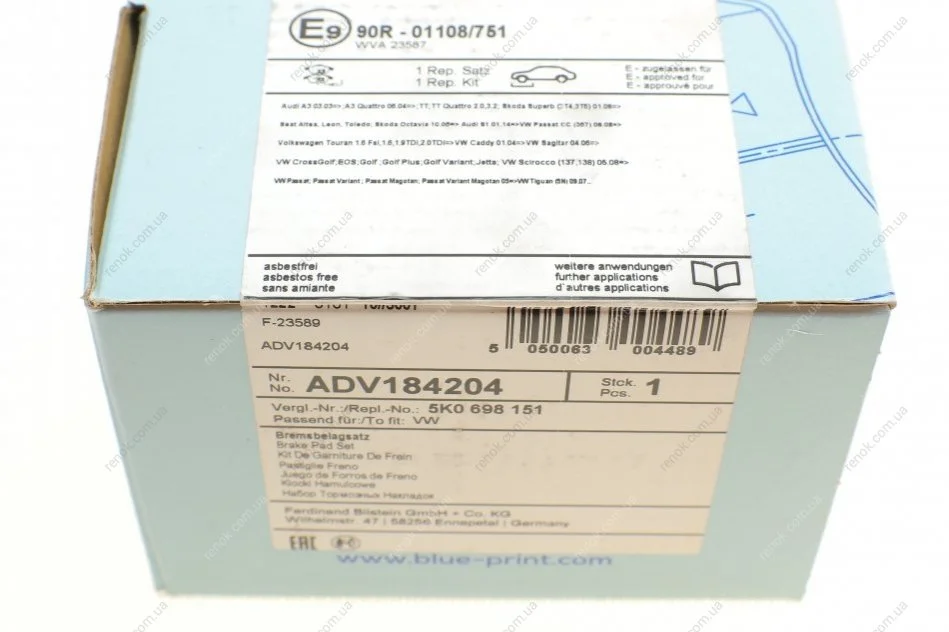 E9 90R - 01108/751
WVA 23587
1 Rep. Satz
1 Rep. Kit
E - zugelassen für
E - approved for
E - approuvé pour
Audi A3 03.03=>;A3 Quattro 06.04=>;TT;TT Quattro 2.0,3.2; Skoda Superb (3T4,3T5) 01.08=>
Seat Altea, Leon, Toledo; Skoda Octavia 10.06=> Audi S1 01.14=>VW Passat CC (357) 06.08=>
Volkswagen Touran 1.6 Fsi,1.6,1.9TDI,2.0TDI=>VW Caddy 01.04=>VW Sagitar 04.06=>
VW CrossGolf;EOS;Golf;Golf Plus;Golf Variant;Jetta; VW Scirocco (137,138) 05.08=>
VW Passat; Passat Variant; Passat Magotan; Passat Variant Magotan 05=>VW Tiguan (5N) 09.07...
asbestfrei
asbestos free
sans amiante
weitere anwendungen
further applications
d'autres applications
F-23589
ADV184204
5 050063 004489
Nr.
No. ADV184204
Stck.
Pcs. 1
Vergl.-Nr.:/Repl.-No.: 5K0 698 151
Passend für:/To fit: VW
Bremsbelagsatz
Brake Pad Set
Kit De Garniture De Frein
Pastiglie Freno
Juego de Forros de Freno
Klocki Hamulcowe
Набор Тормозных Накладок
Ferdinand Bilstein GmbH + Co. KG
Wilhelmstr. 47 | 58256 Ennepetal | Germany
EAC
www.blue-print.com
renok.com.ua